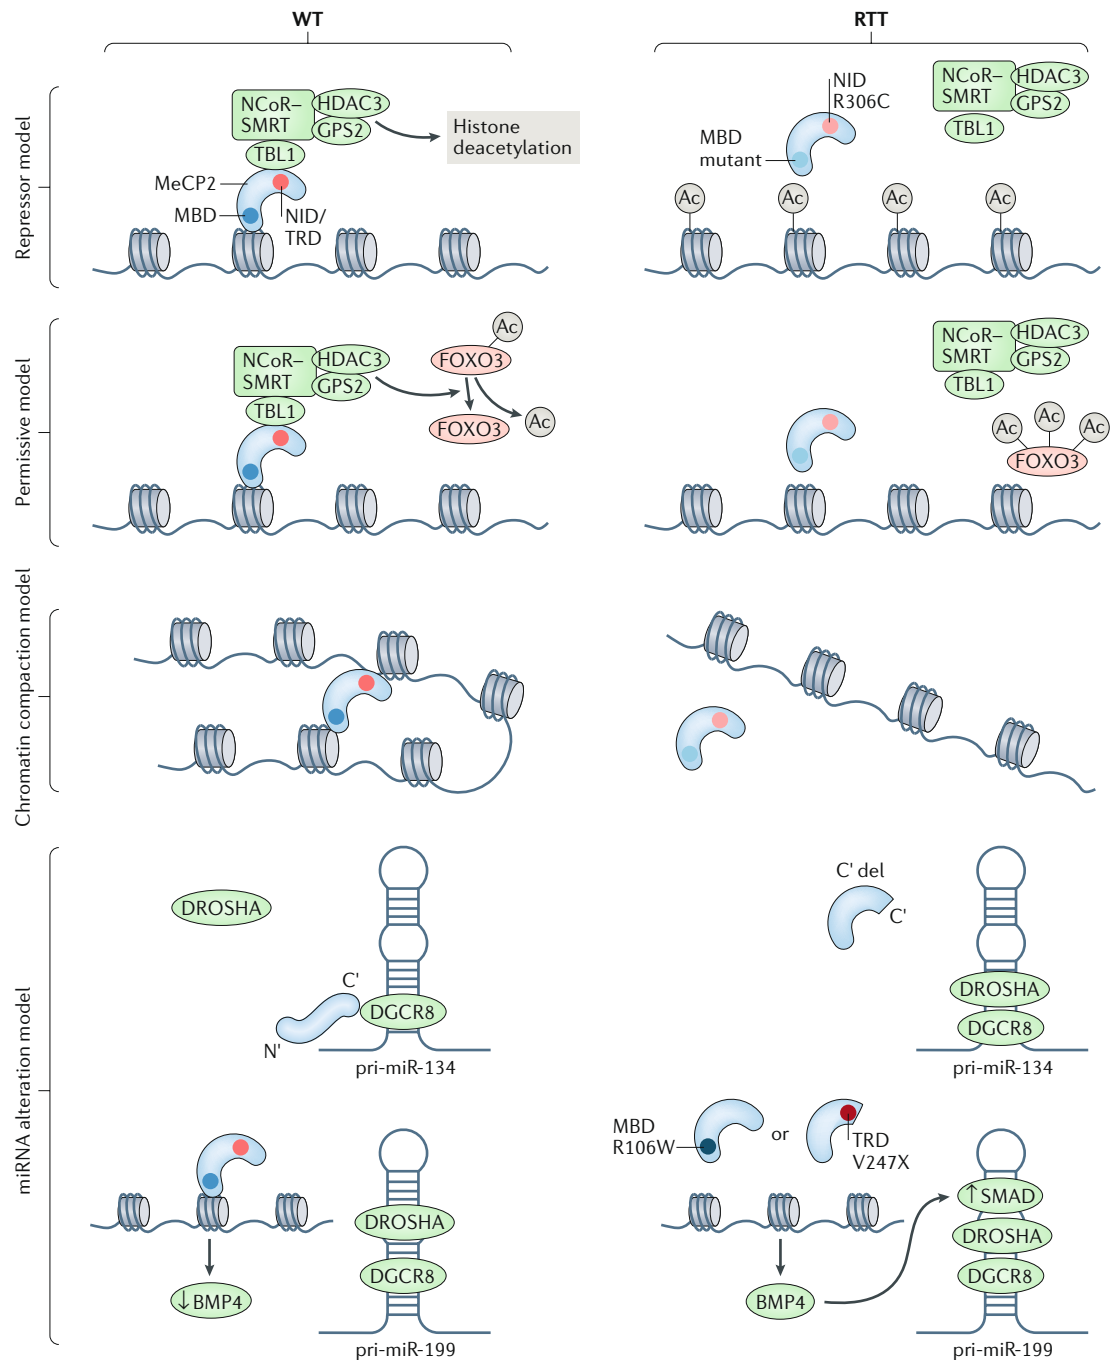 WT
RTT
Repressor model
NCoR–
SMRT
HDAC3
GPS2
TBL1
Histone
deacetylation
MeCP2
MBD
NID/
TRD
NID
R306C
MBD
mutant
NCoR–
SMRT
HDAC3
GPS2
TBL1
Ac
Ac
Ac
Ac
Permissive model
NCoR–
SMRT
HDAC3
GPS2
TBL1
Ac
FOXO3
FOXO3
Ac
NCoR–
SMRT
HDAC3
GPS2
TBL1
Ac
Ac
Ac
FOXO3
Chromatin compaction model
miRNA alteration model
DROSHA
C'
N'
DGCR8
pri-miR-134
C' del
C'
DROSHA
DGCR8
pri-miR-134
↓BMP4
DROSHA
DGCR8
pri-miR-199
MBD
R106W
or
TRD
V247X
BMP4
↑SMAD
DROSHA
DGCR8
pri-miR-199